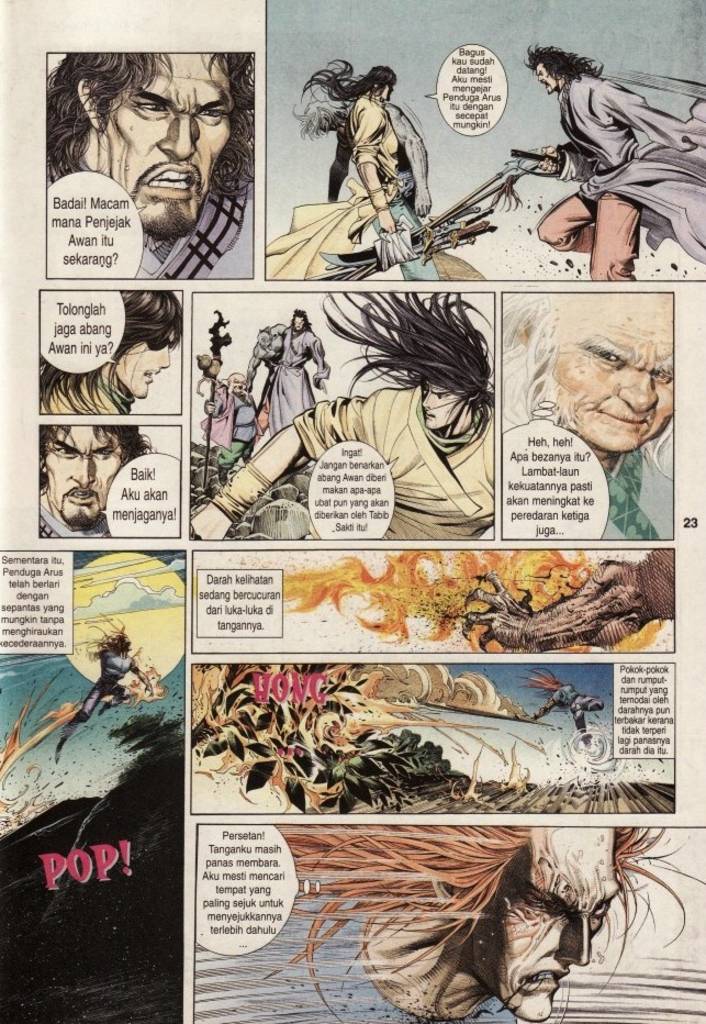 Badai! Macam
mana Penjejak
Awan itu
sekarang?
Bagus
kau sudah
datang!
Aku mesti
mengejar
Penduga Arus
itu dengan
secepat
mungkin!
Tolonglah
jaga abang
Awan ini ya?
Baik!
Aku akan
menjaganya!
Ingat!
Jangan benarkan
abang Awan diberi
makan apa-apa
ubat pun yang akan
diberikan oleh Tabib
Sakti itu!
Heh, heh!
Apa bezanya itu?
Lambat-laun
kekuatannya pasti
akan meningkat ke
peredaran ketiga
juga...
23
Sementara itu,
Penduga Arus
telah berlari
dengan
sepantas yang
mungkin tanpa
menghiraukan
kecederaannya.
POP!
Darah kelihatan
sedang bercucuran
dari luka-luka di
tangannya.
Pokok-pokok
dan rumput-
rumput yang
ternodai oleh
darahnya pun
terbakar kerana
tidak terperi
lagi panasnya
darah dia itu.
Persetan!
Tanganku masih
panas membara.
Aku mesti mencari
tempat yang
paling sejuk untuk
menyejukkannya
terlebih dahulu
...